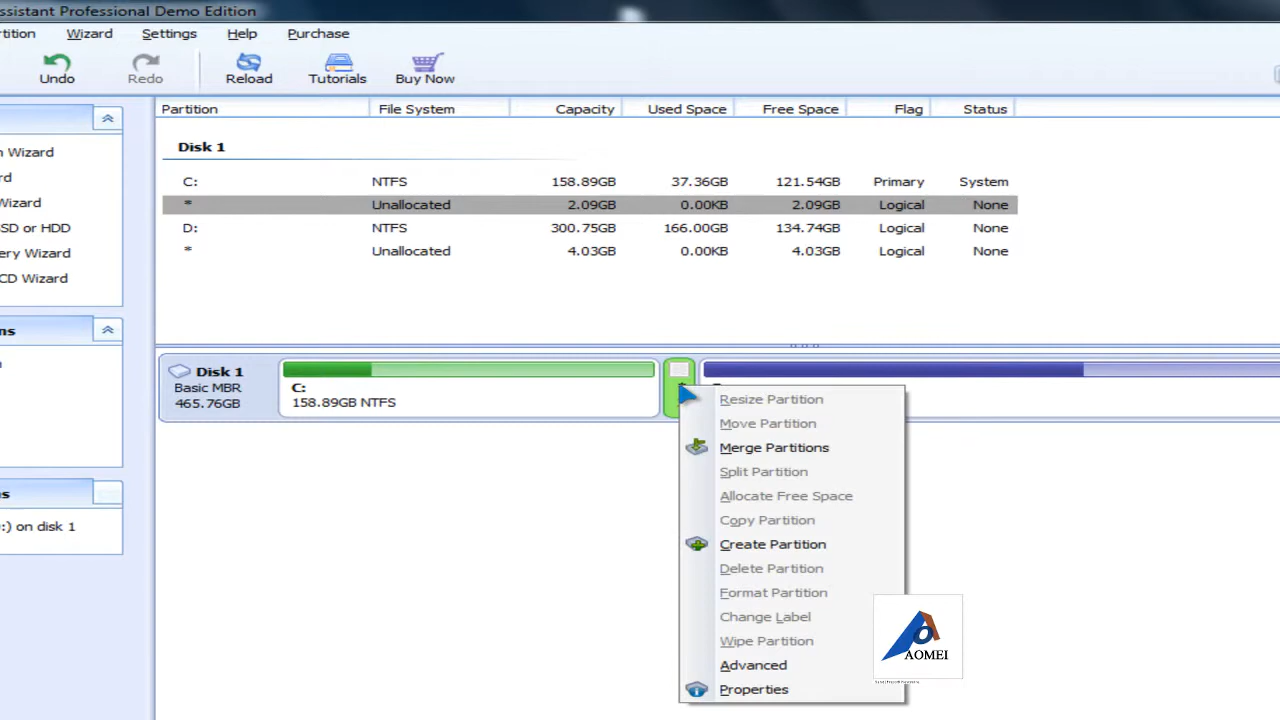 ssistant Professional Demo Edition
rtition Wizard Settings Help Purchase
Undo Redo Reload Tutorials Buy Now
Partition File System Capacity Used Space Free Space Flag Status
Disk 1
n Wizard
rd
Wizard
SSD or HDD
ery Wizard
CD Wizard
C: NTFS 158.89GB 37.36GB 121.54GB Primary System
* Unallocated 2.09GB 0.00KB 2.09GB Logical None
D: NTFS 300.75GB 166.00GB 134.74GB Logical None
* Unallocated 4.03GB 0.00KB 4.03GB Logical None
ns
ns
:) on disk 1
Disk 1
Basic MBR
465.76GB
C:
158.89GB NTFS
Resize Partition
Move Partition
Merge Partitions
Split Partition
Allocate Free Space
Copy Partition
Create Partition
Delete Partition
Format Partition
Change Label
Wipe Partition
Advanced
Properties
AOMEI